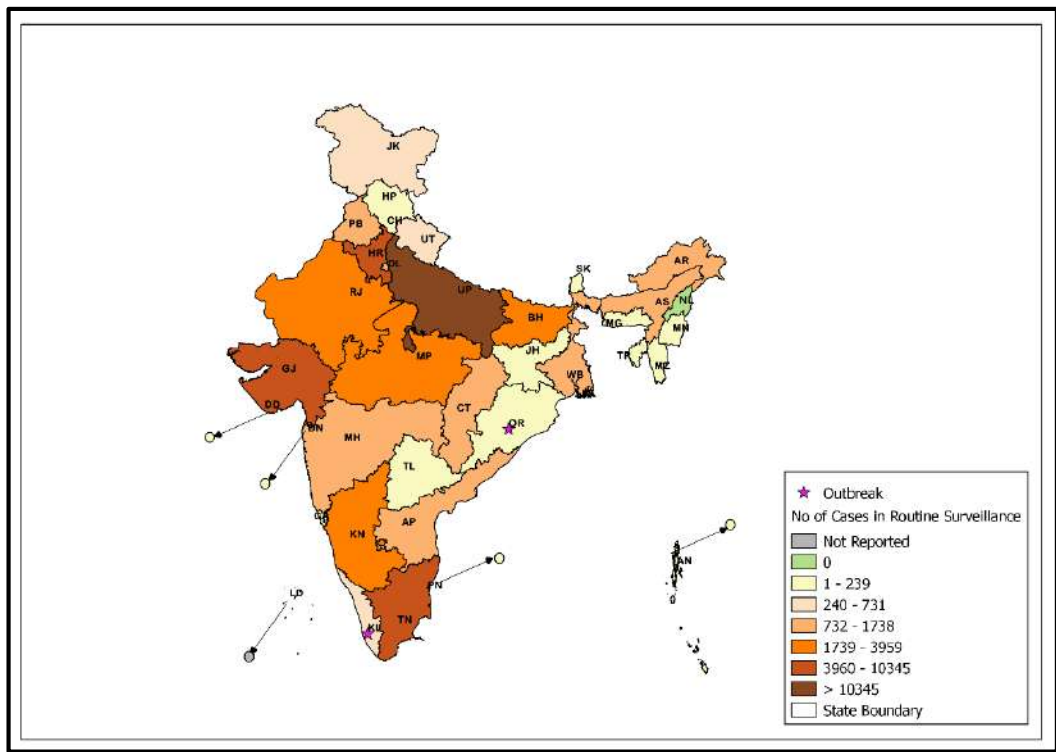 JK
HP
CH
PB
UT
HR
DL
SK
AR
RJ
UP
AS
NL
BH
MG
MN
JH
TR
MP
MZ
GJ
WB
CT
DD
OR
DN
MH
TL
GA
AP
KN
AN
PN
LD
TN
KL
Outbreak
No of Cases in Routine Surveillance
Not Reported
0
1 - 239
240 - 731
732 - 1738
1739 - 3959
3960 - 10345
> 10345
State Boundary